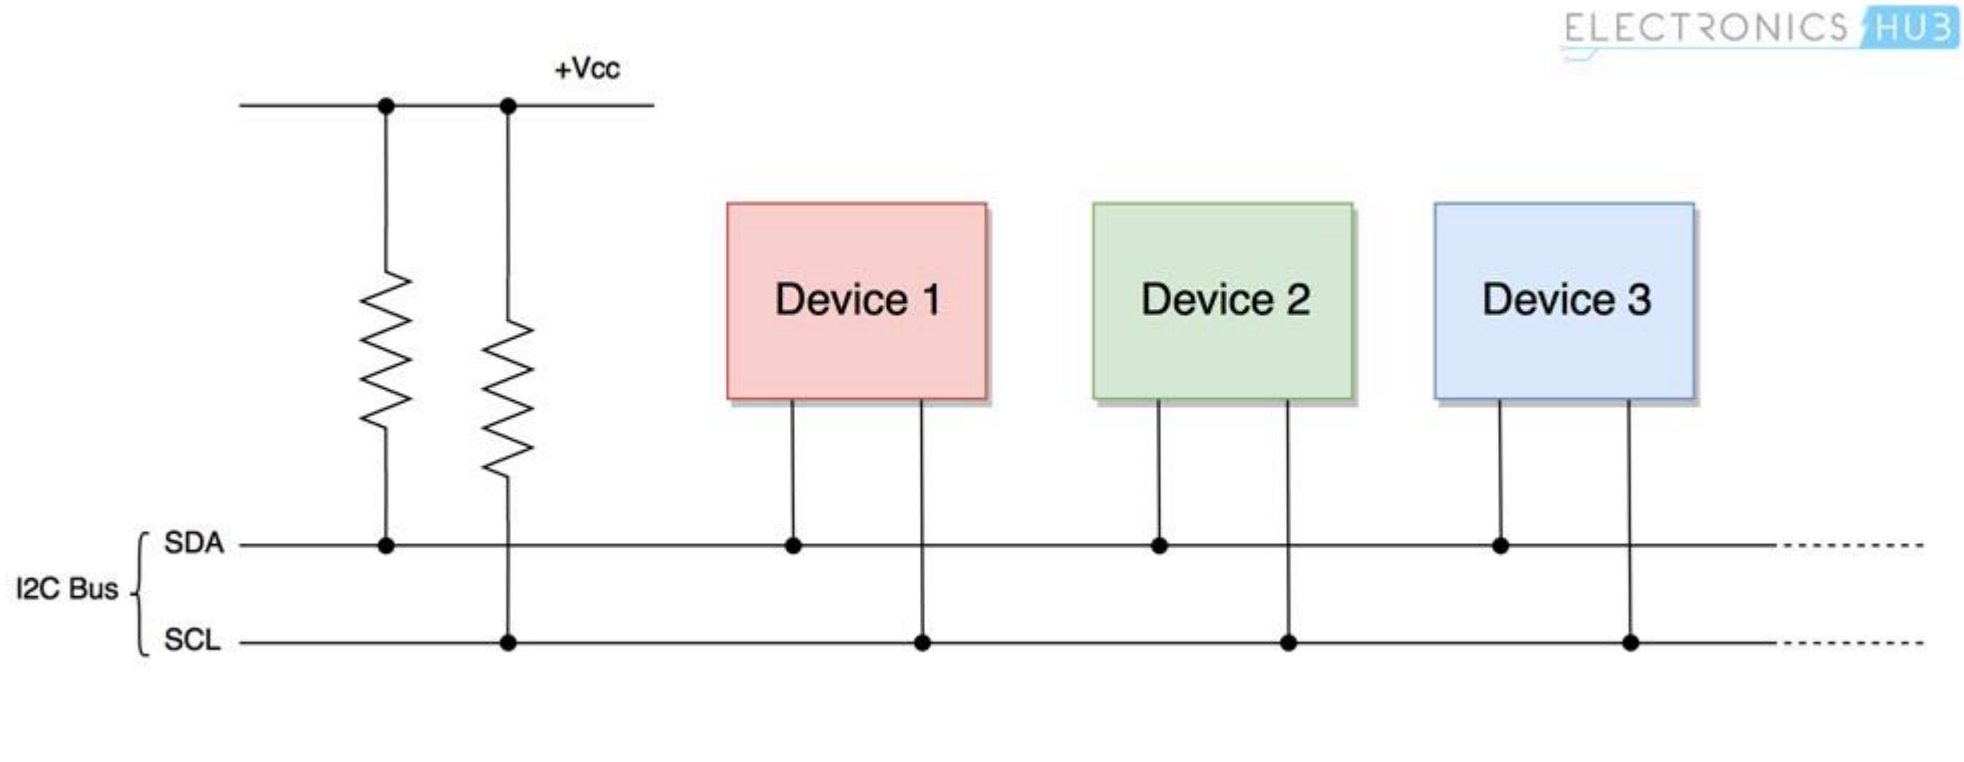 ELECTRONICS HUB
+Vcc
Device 1
Device 2
Device 3
SDA
I2C Bus
SCL